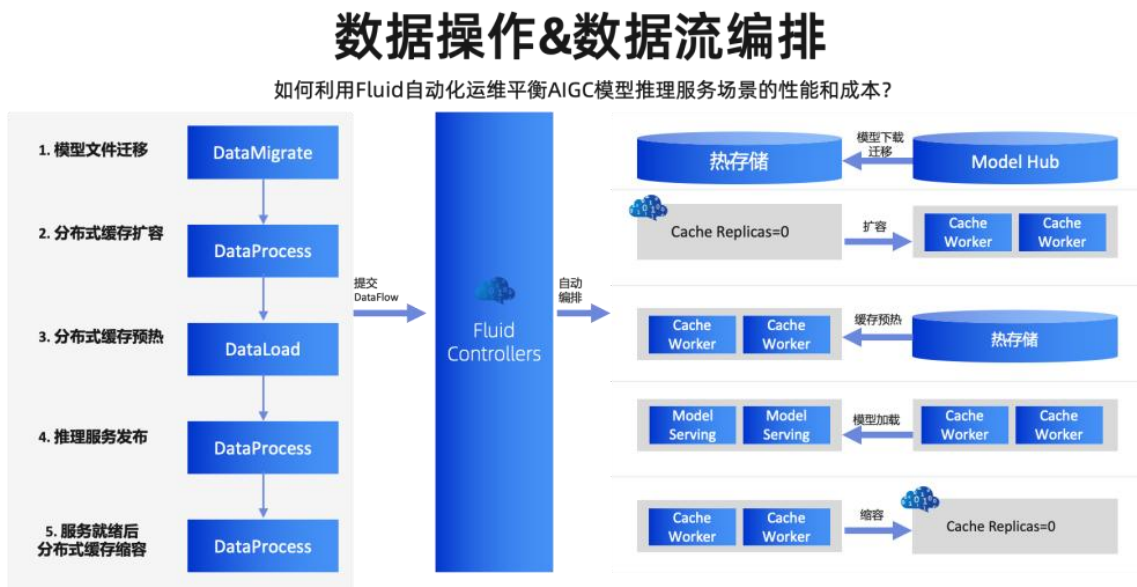 数据操作&数据流编排
如何利用Fluid自动化运维平衡AIGC模型推理服务场景的性能和成本？
1. 模型文件迁移
DataMigrate
2. 分布式缓存扩容
DataProcess
3. 分布式缓存预热
DataLoad
4. 推理服务发布
DataProcess
5. 服务就绪后
分布式缓存缩容
DataProcess
提交
DataFlow
Fluid
Controllers
自动
编排
热存储
模型下载
迁移
Model Hub
Cache Replicas=0
扩容
Cache
Worker
Cache
Worker
Cache
Worker
Cache
Worker
缓存预热
热存储
Model
Serving
Model
Serving
模型加载
Cache
Worker
Cache
Worker
Cache
Worker
Cache
Worker
缩容
Cache Replicas=0